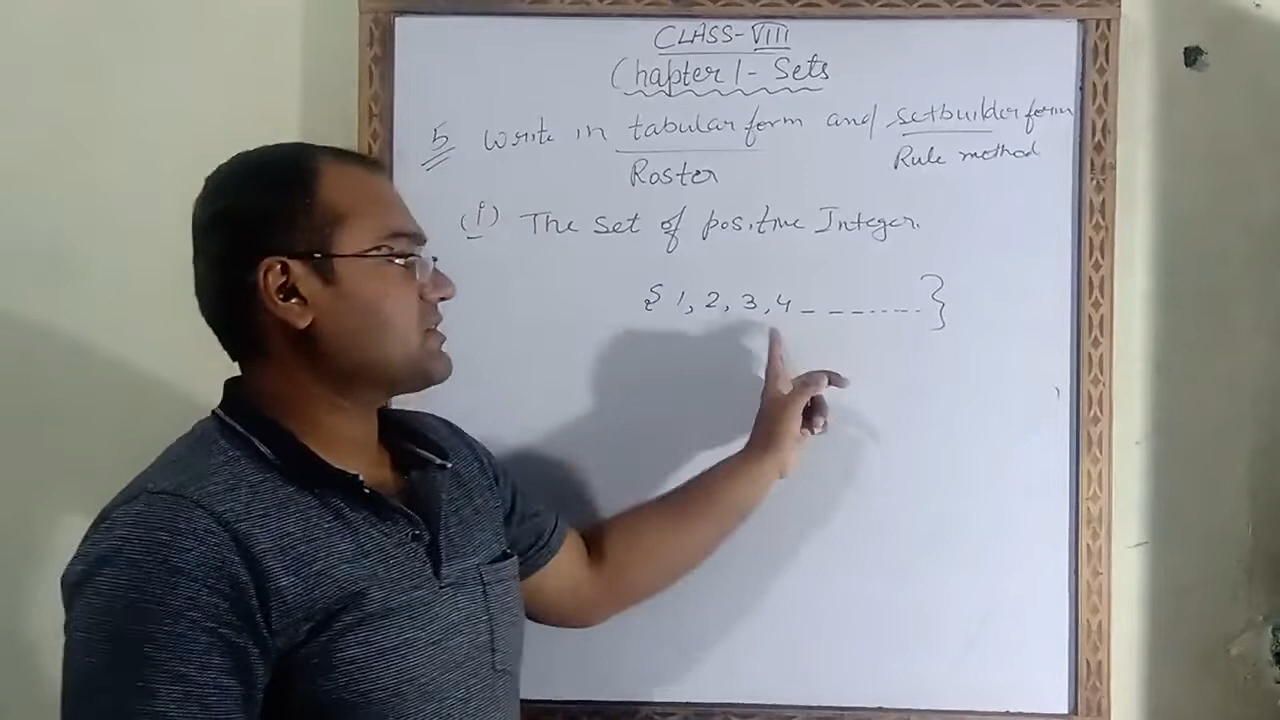 CLASS-VIII
Chapter 1 - Sets
5 Write in tabular form and setbuilder form
Roster Rule method
(i) The set of positive Integer.
{ 1, 2, 3, 4 _ _ _ _ - - - - }